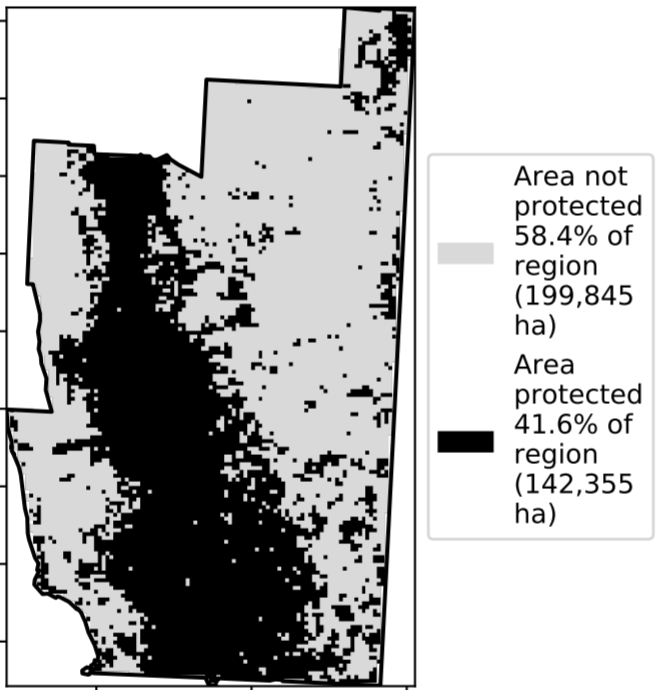 Area not
protected
58.4% of
region
(199,845
ha)
Area
protected
41.6% of
region
(142,355
ha)